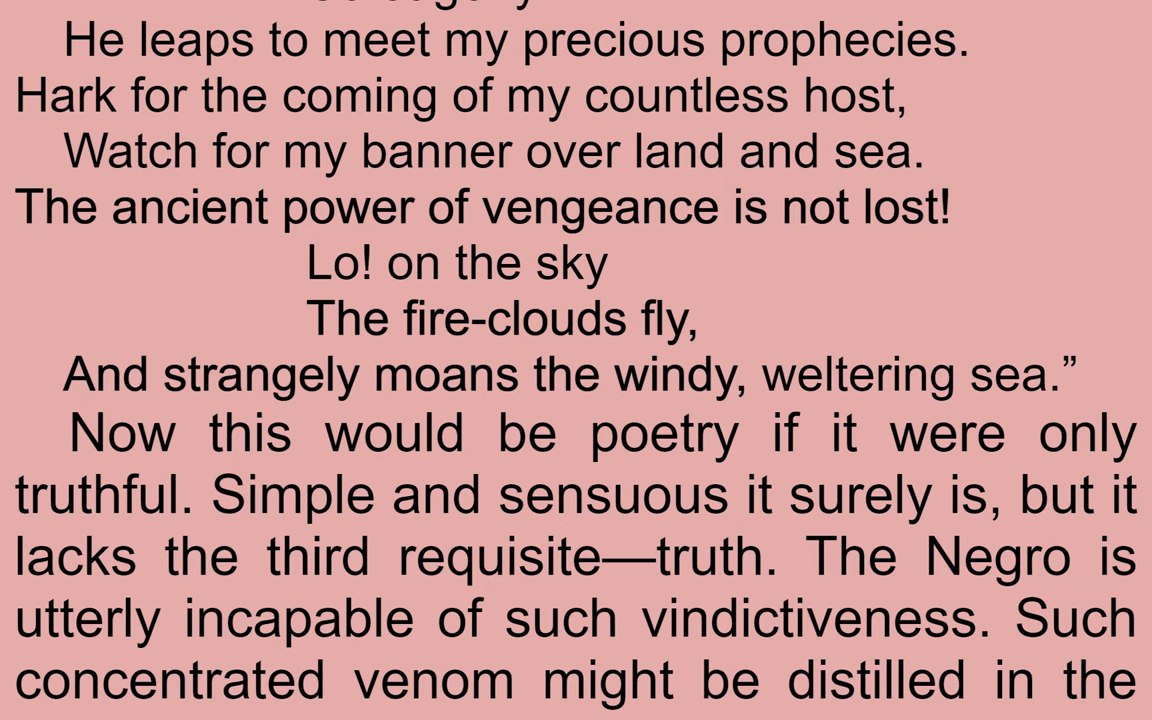 He leaps to meet my precious prophecies.
Hark for the coming of my countless host,
Watch for my banner over land and sea.
The ancient power of vengeance is not lost!
Lo! on the sky
The fire-clouds fly,
And strangely moans the windy, weltering sea.”
Now this would be poetry if it were only
truthful. Simple and sensuous it surely is, but it
lacks the third requisite—truth. The Negro is
utterly incapable of such vindictiveness. Such
concentrated venom might be distilled in the